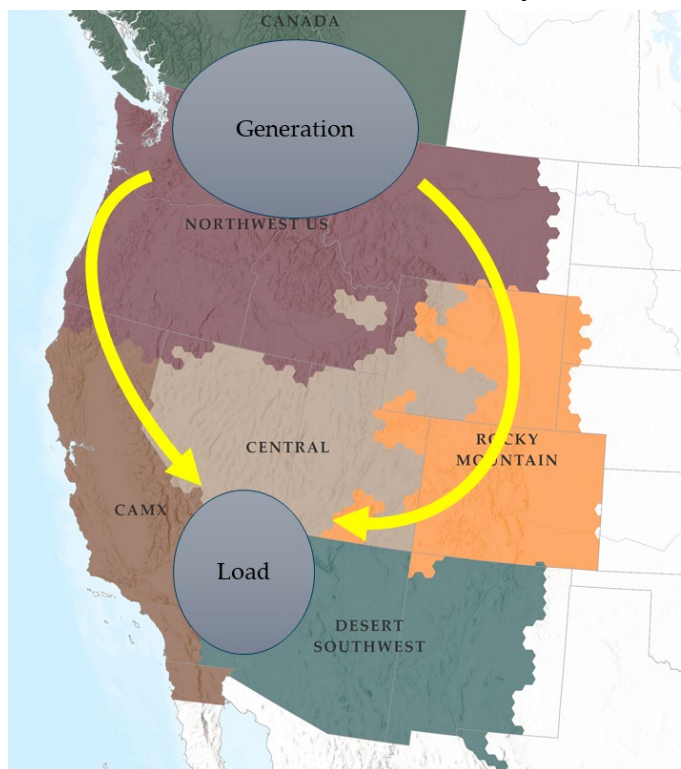 CANADA
Generation
NORTHWEST US
CENTRAL
ROCKY
MOUNTAIN
CAMX
Load
DESERT
SOUTHWEST